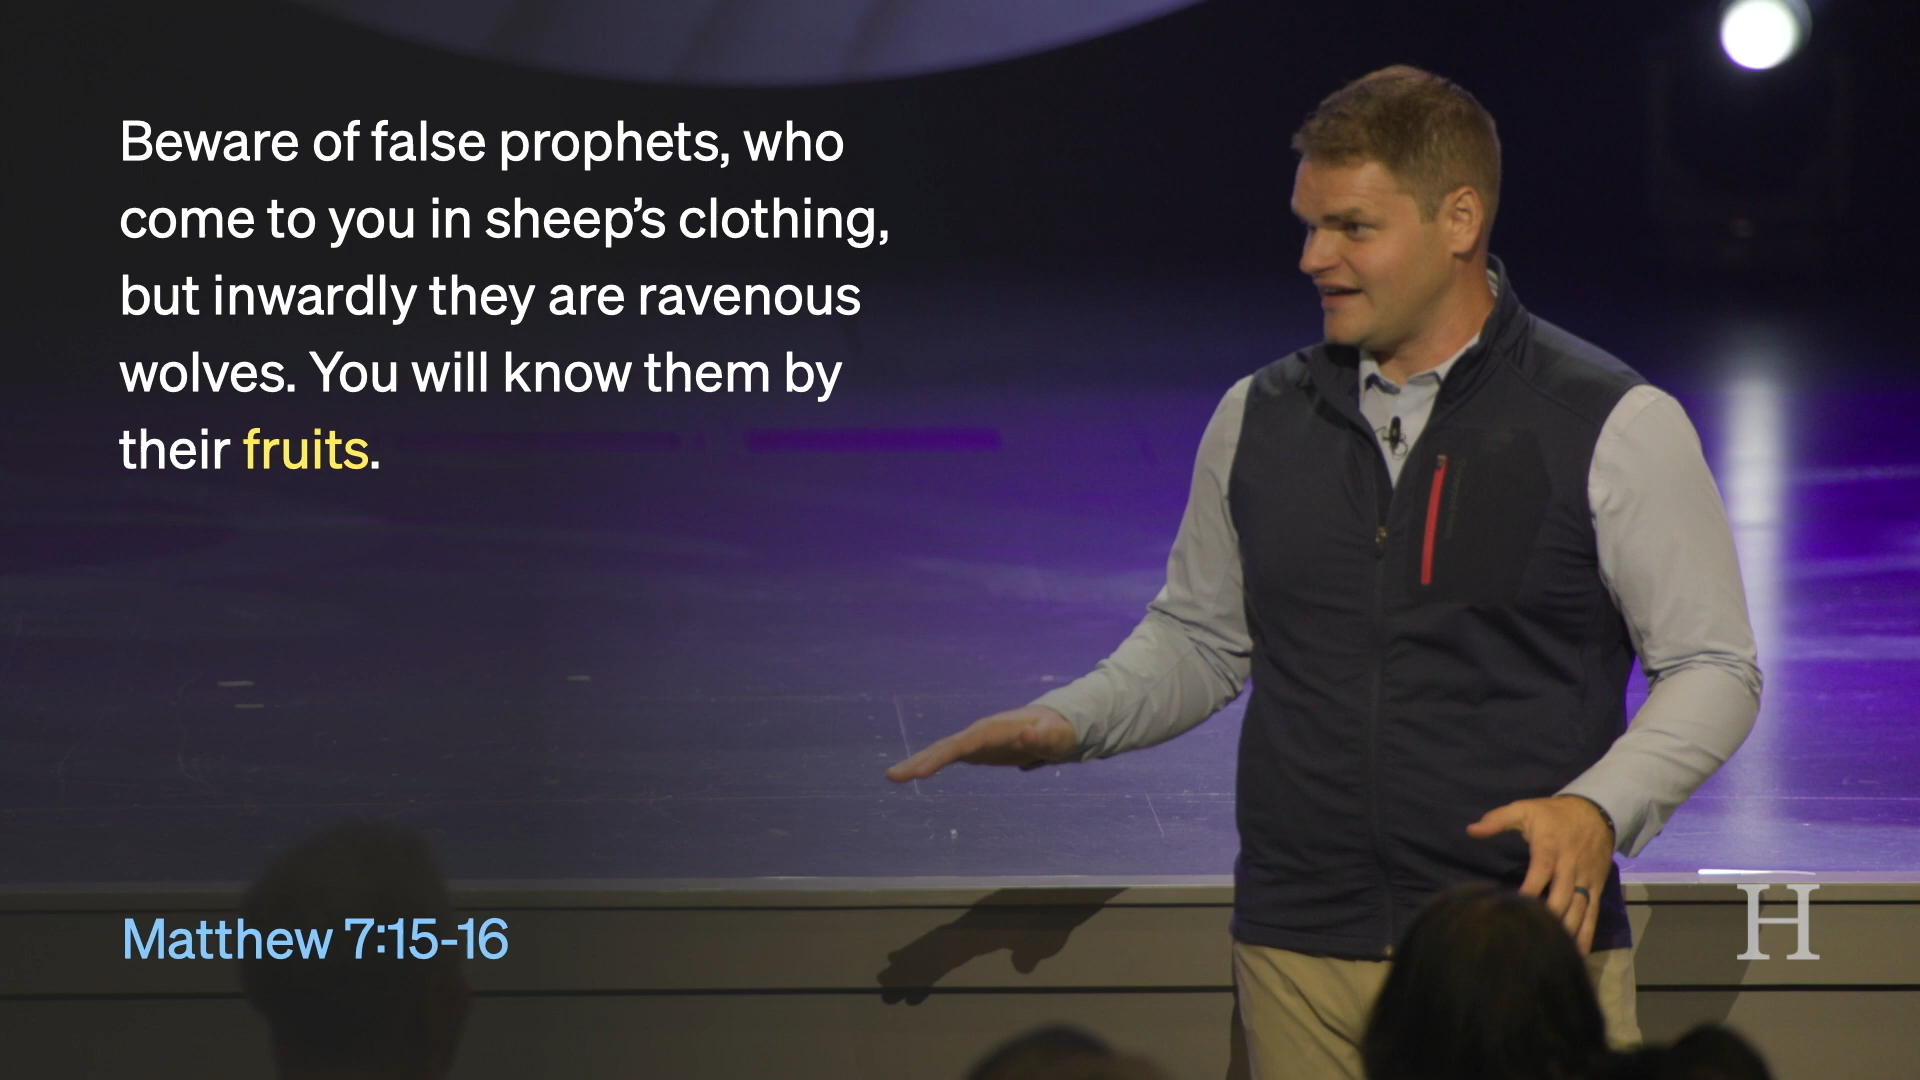 Beware of false prophets, who
come to you in sheep’s clothing,
but inwardly they are ravenous
wolves. You will know them by
their fruits.
Matthew 7:15-16
H